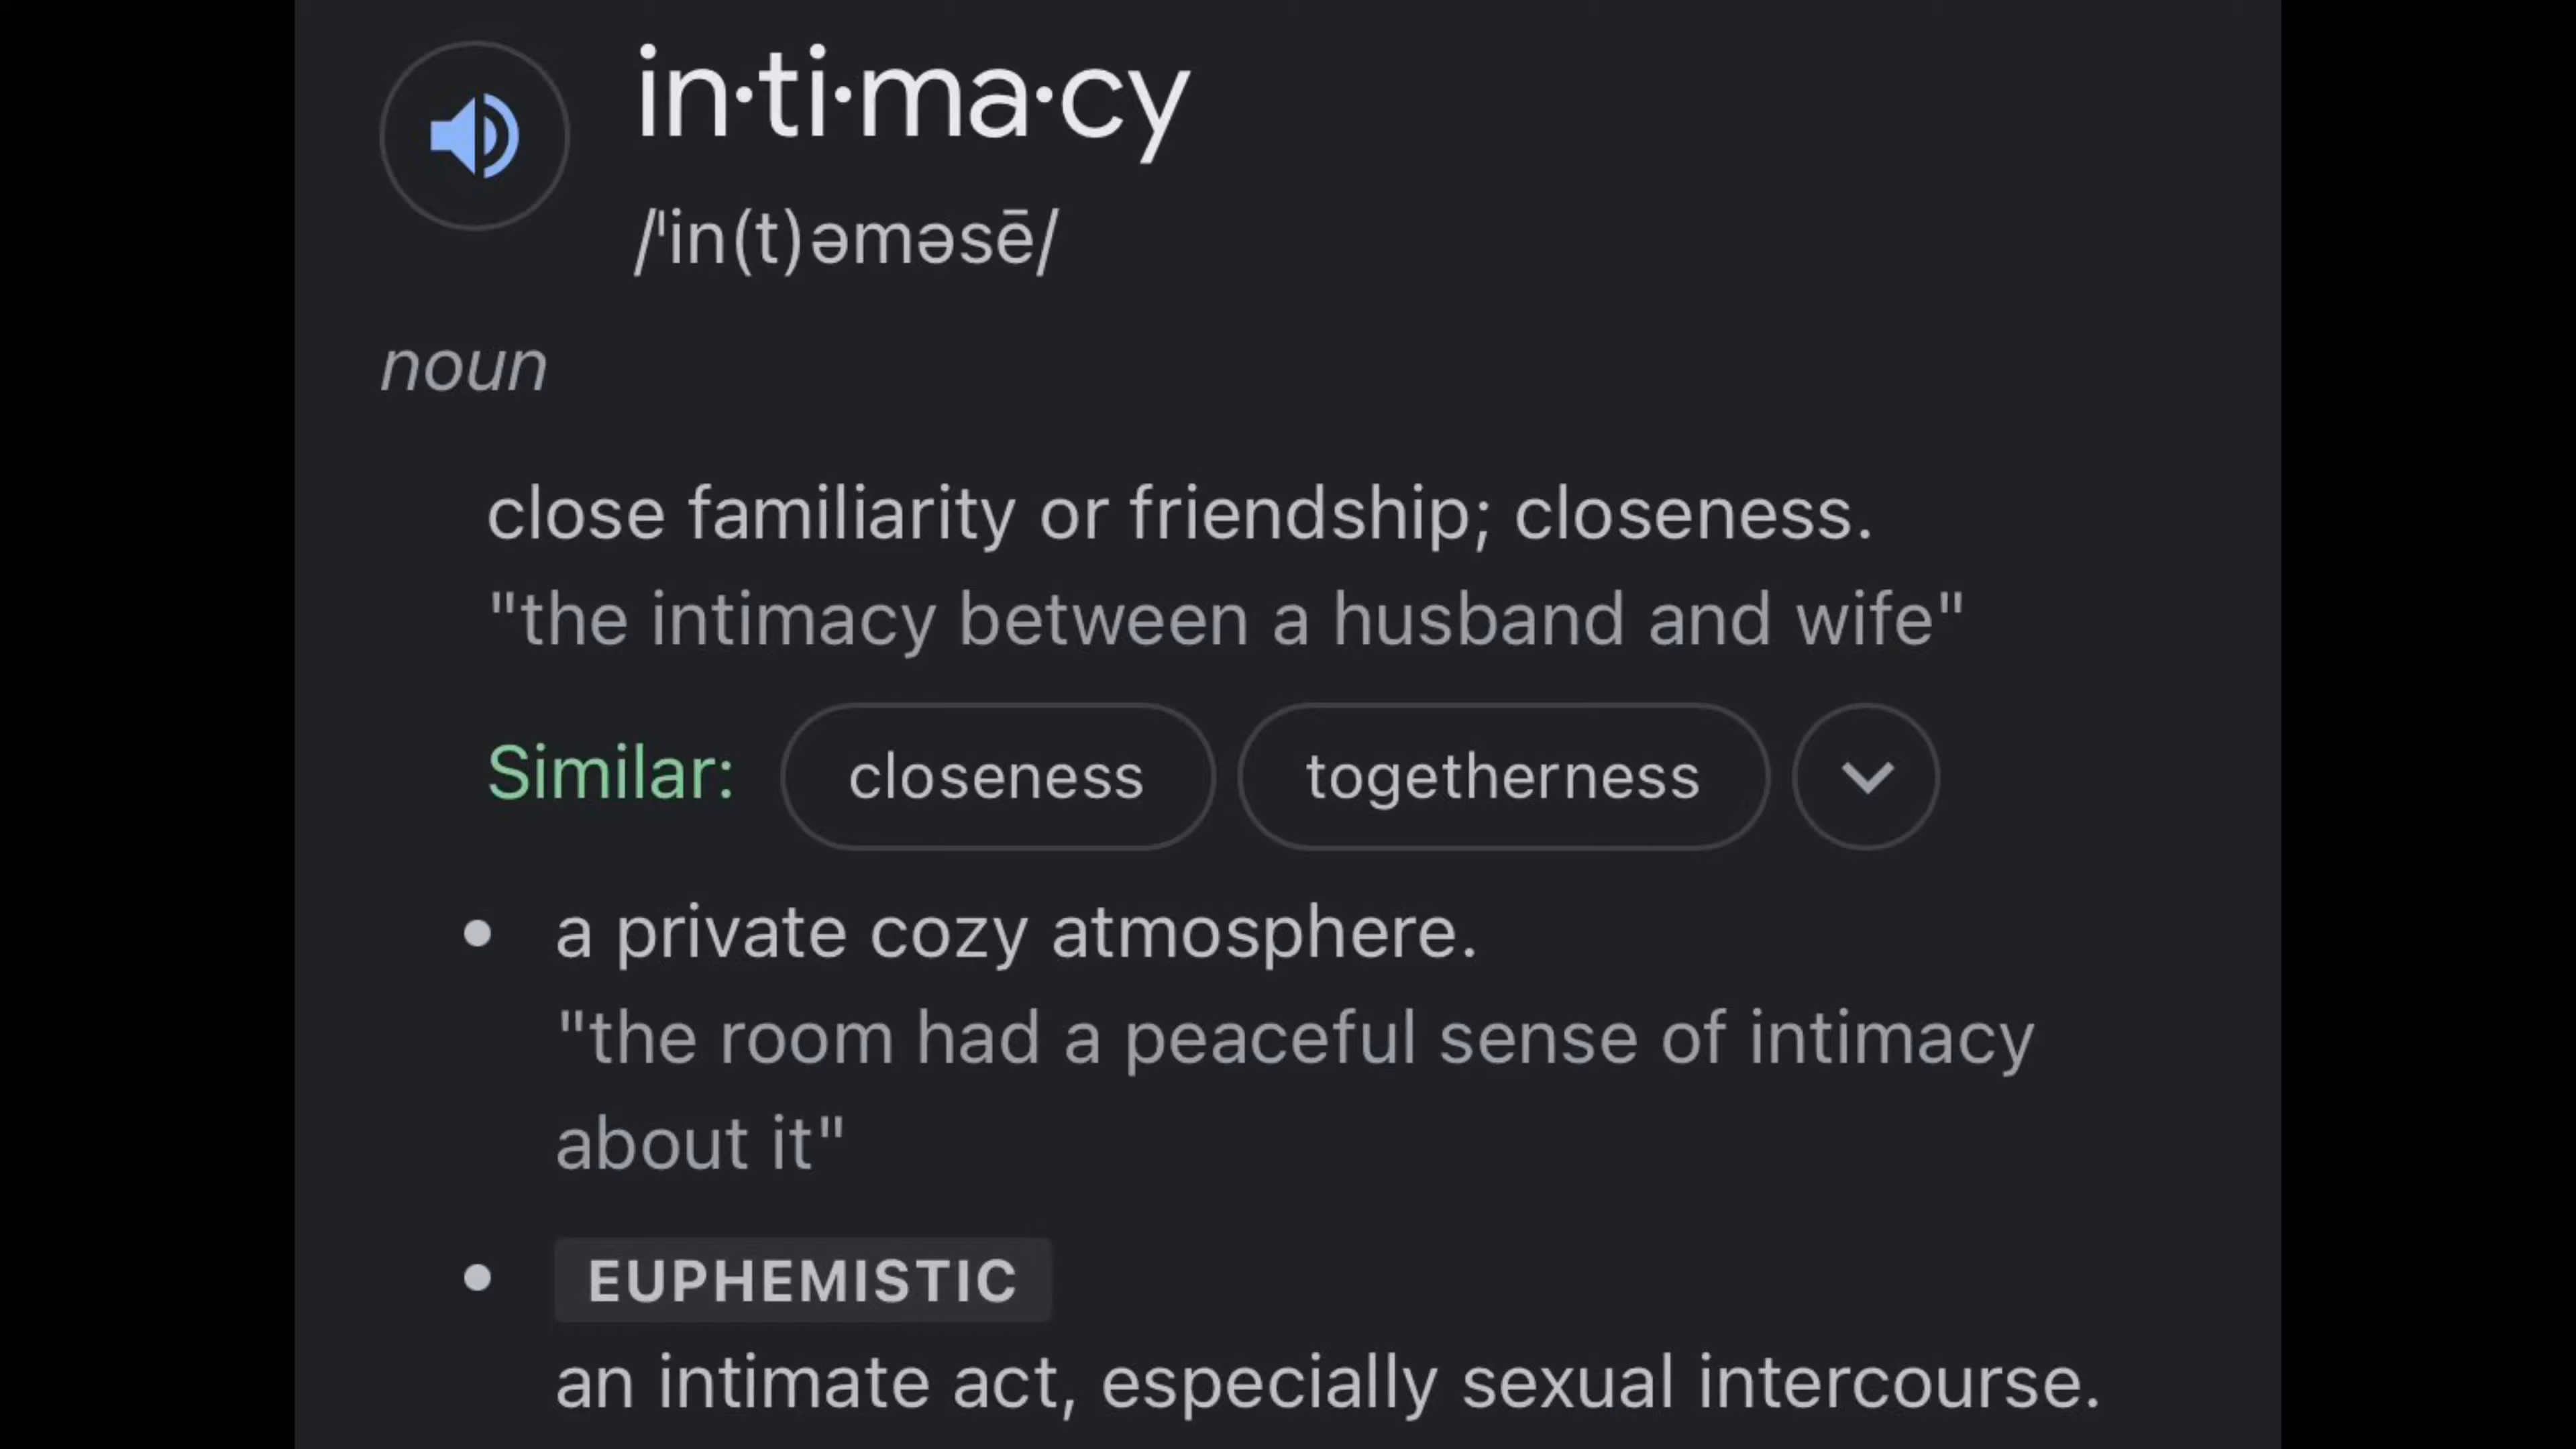 in·ti·ma·cy
/ˈin(t)əməsē/
noun
close familiarity or friendship; closeness.
"the intimacy between a husband and wife"
Similar: closeness togetherness
• a private cozy atmosphere.
"the room had a peaceful sense of intimacy
about it"
• EUPHEMISTIC
an intimate act, especially sexual intercourse.